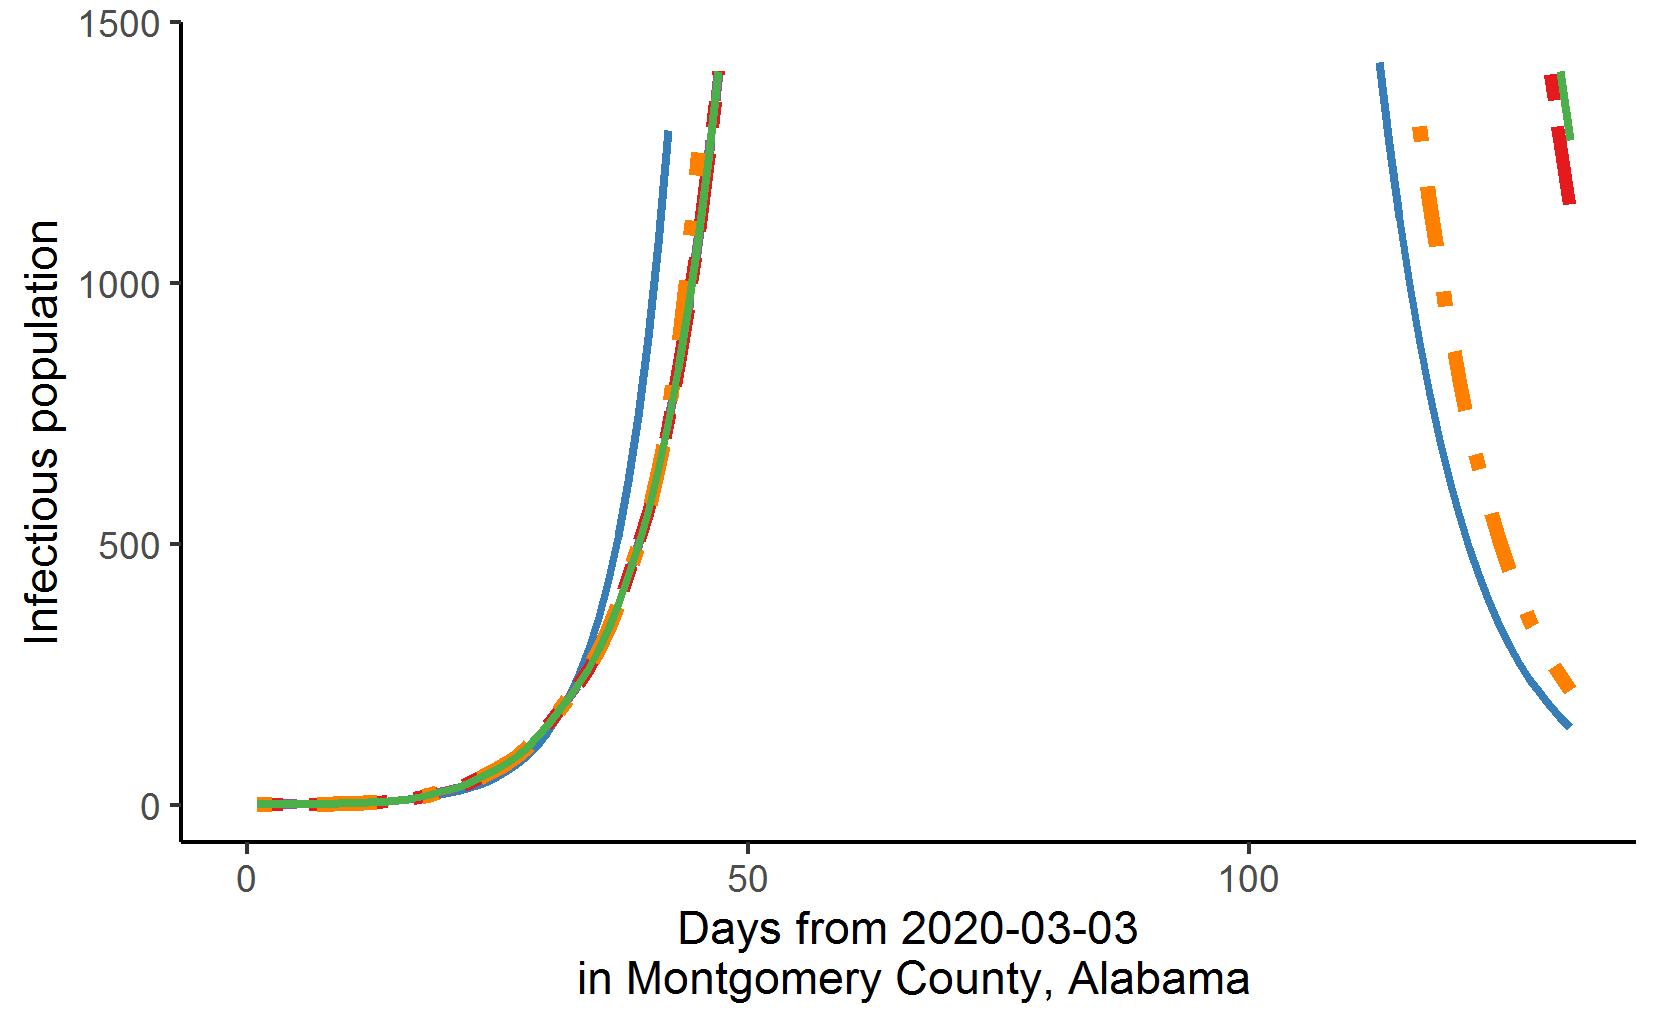 1500
1000
500
0
Infectious population
0 50 100
Days from 2020-03-03
in Montgomery County, Alabama